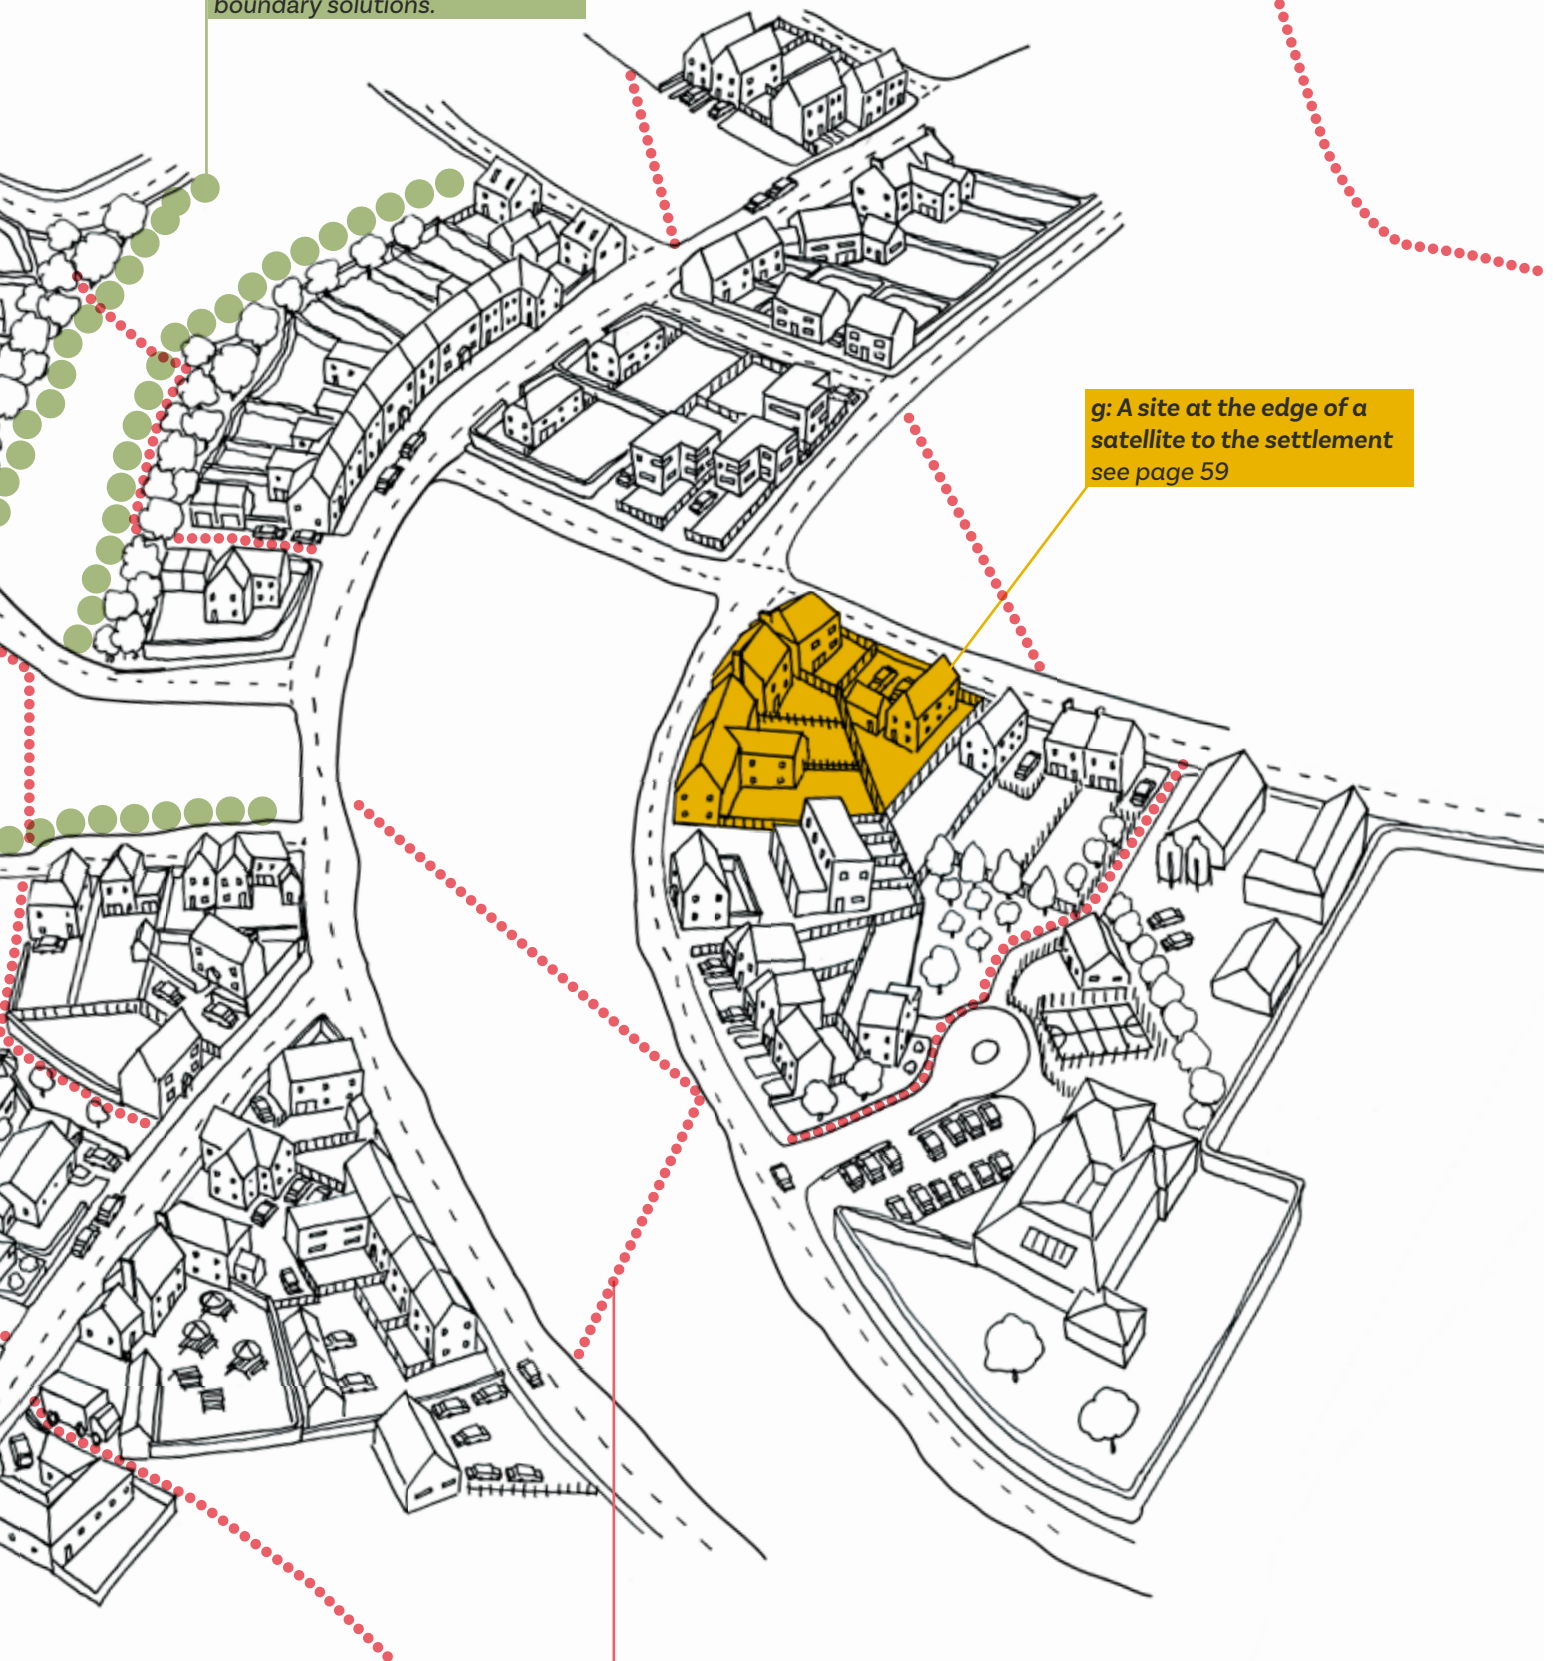 boundary solutions.
g: A site at the edge of a
satellite to the settlement
see page 59